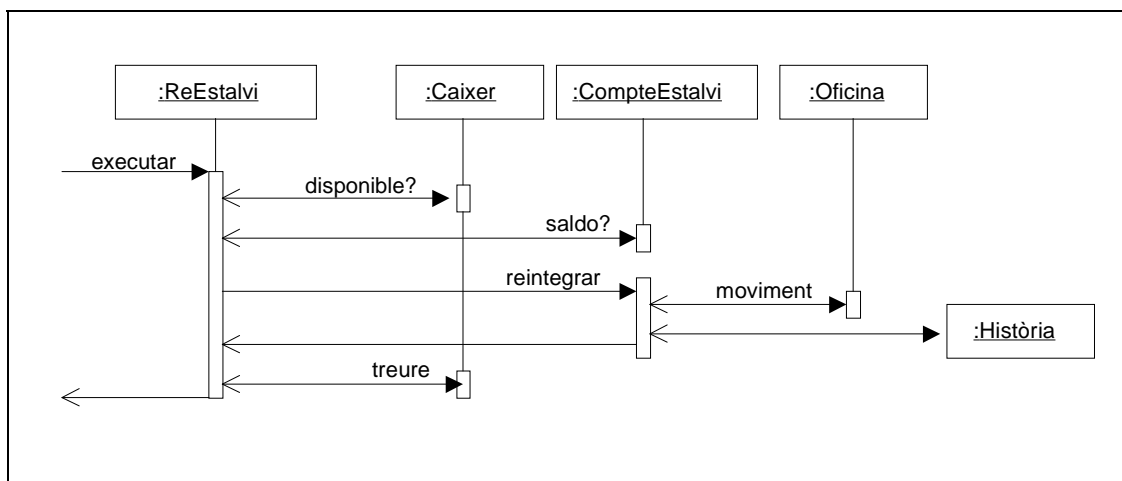 :ReEstalvi
:Caixer
:CompteEstalvi
:Oficina
executar
disponible?
saldo?
reintegrar
moviment
:Història
treure